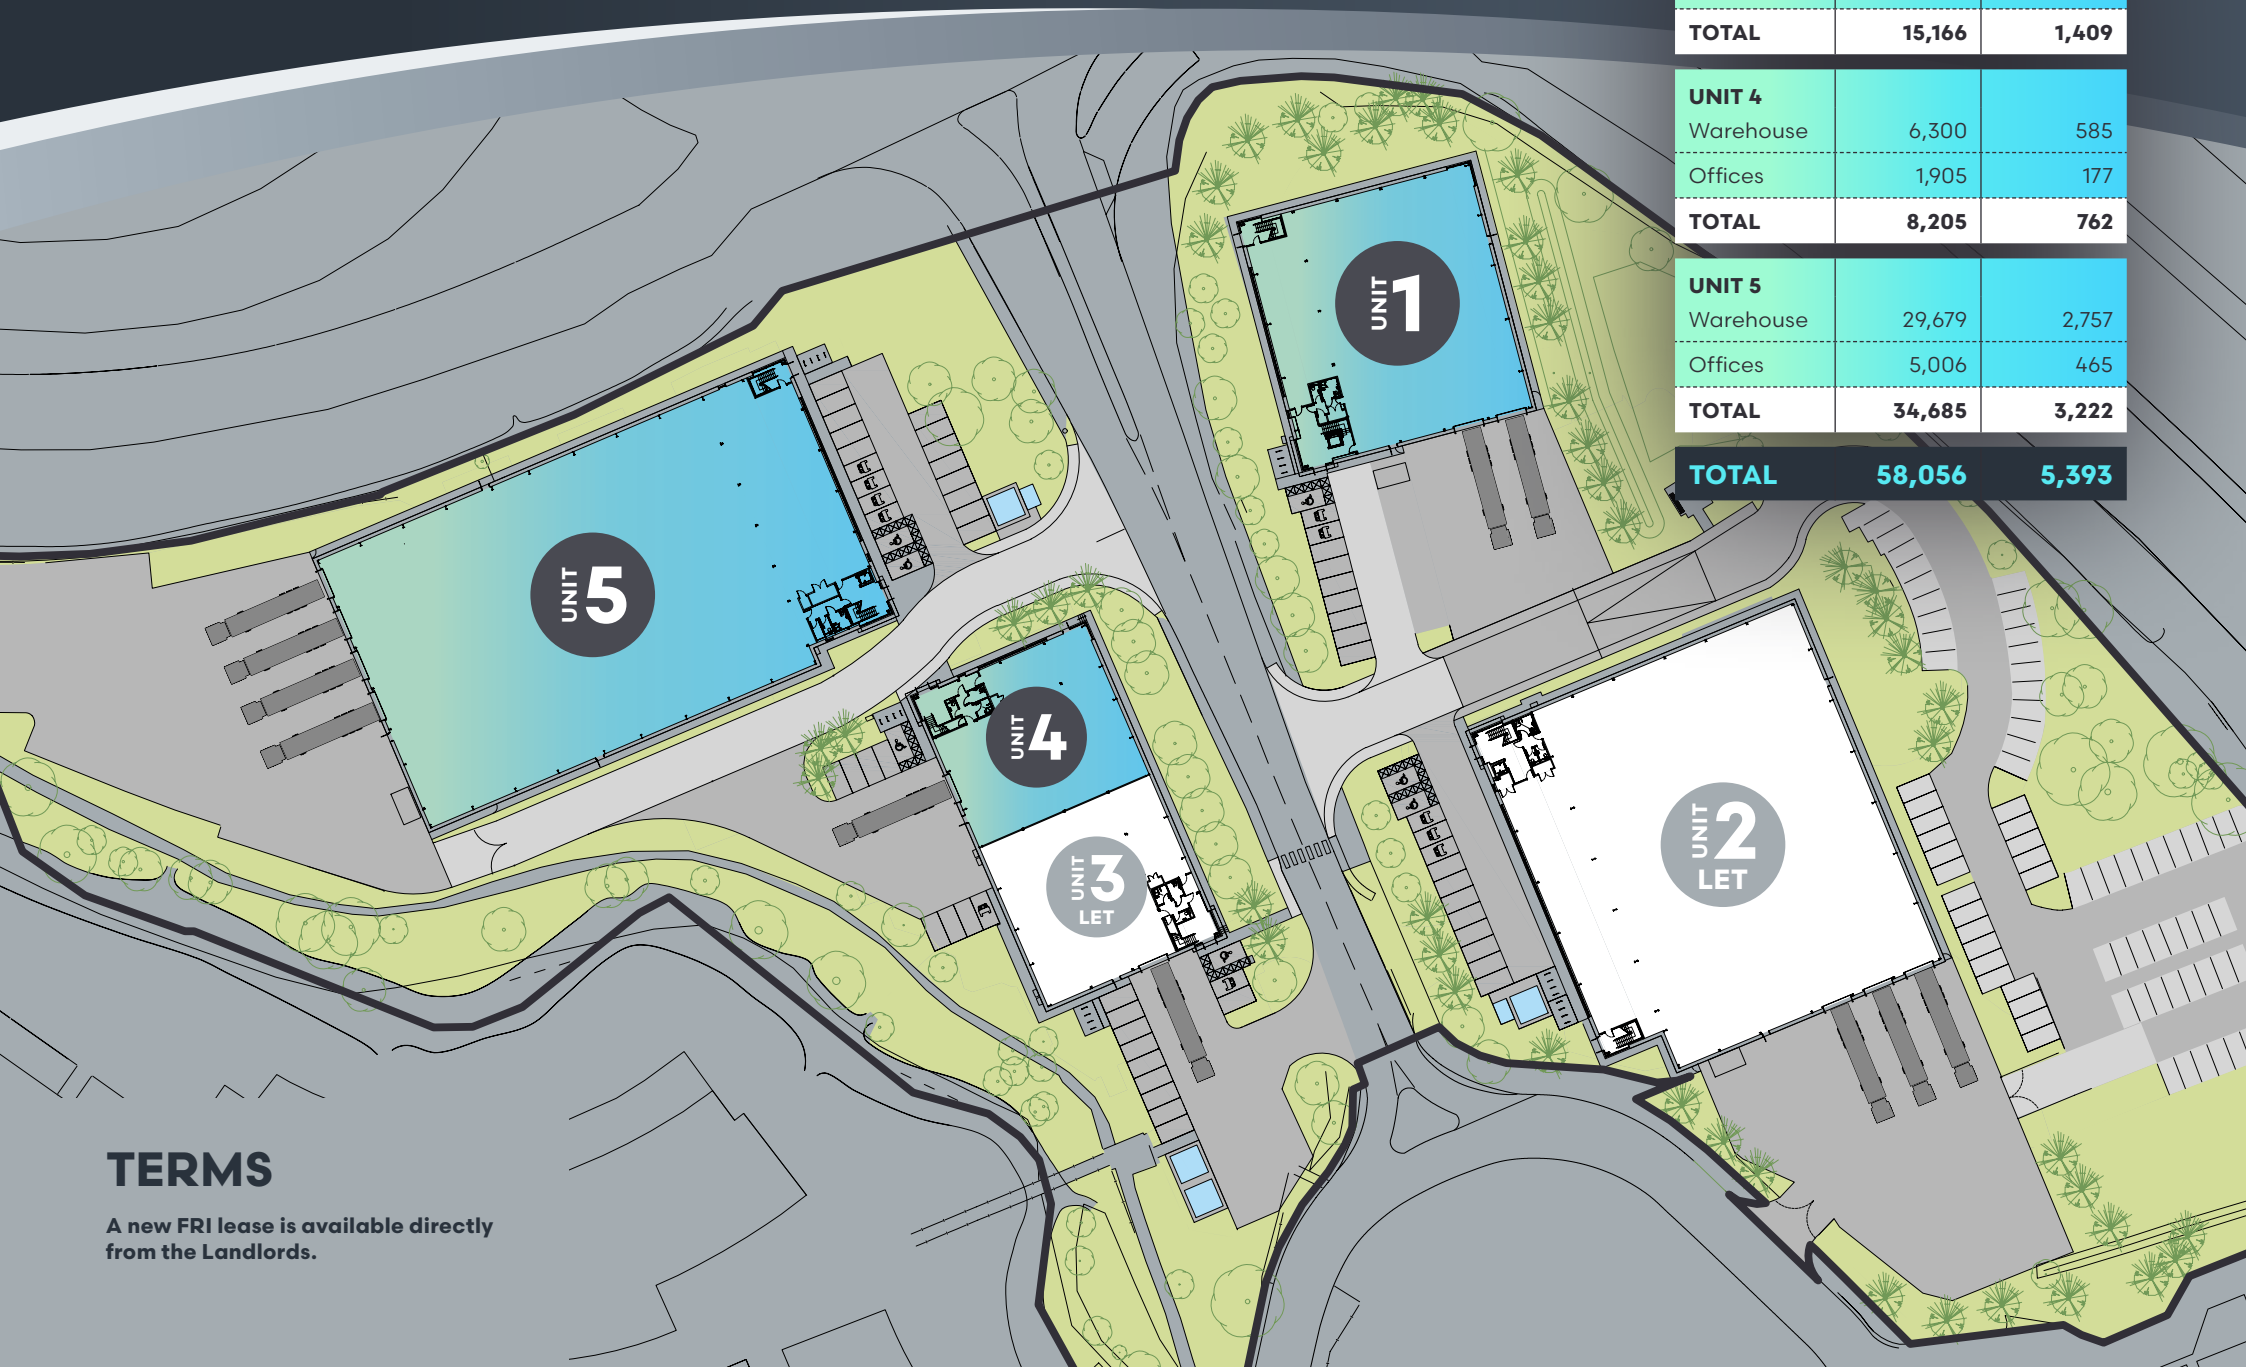 TOTAL 15,166 1,409
UNIT 4
Warehouse 6,300 585
Offices 1,905 177
TOTAL 8,205 762
UNIT 5
Warehouse 29,679 2,757
Offices 5,006 465
TOTAL 34,685 3,222
TOTAL 58,056 5,393
UNIT 1
UNIT 5
UNIT 4
UNIT 3
LET
UNIT 2
LET
TERMS
A new FRI lease is available directly
from the Landlords.